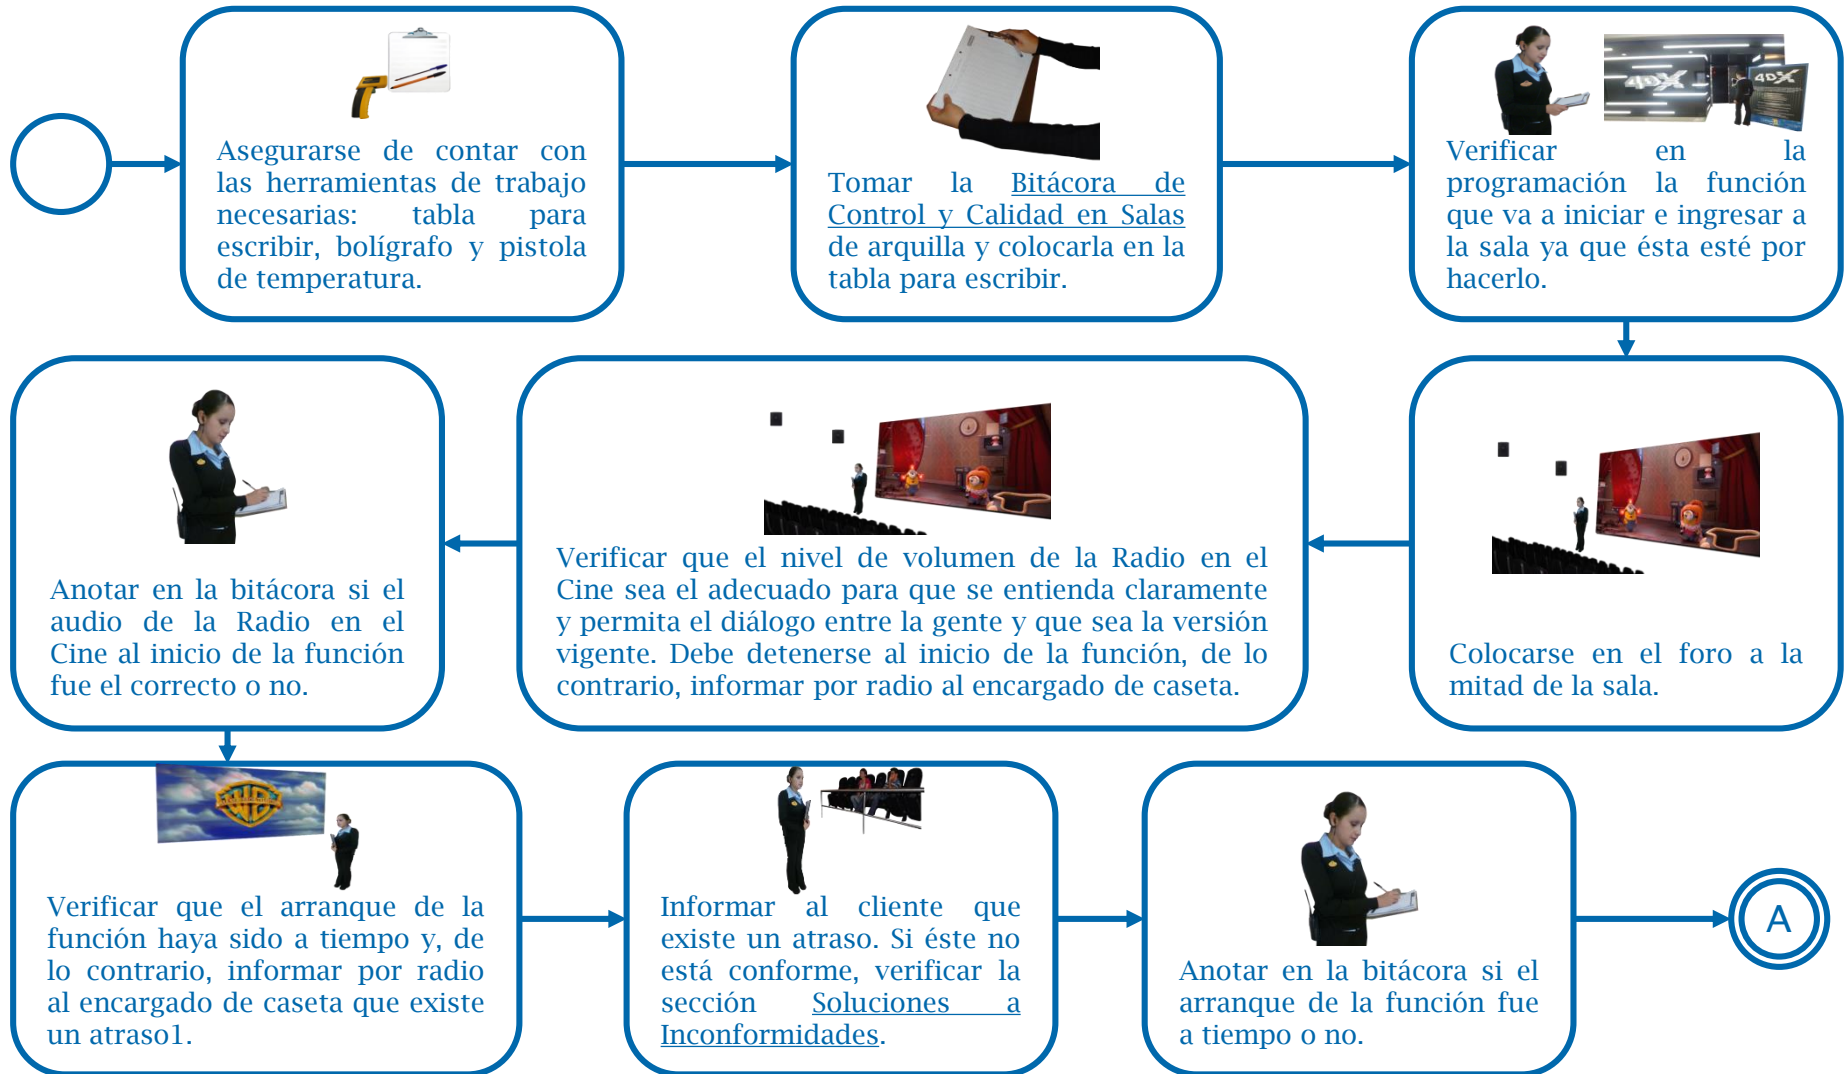 4DX
4DX
Asegurarse de contar con
las herramientas de trabajo
necesarias: tabla para
escribir, bolígrafo y pistola
de temperatura.
Tomar la Bitácora de
Control y Calidad en Salas
de arquilla y colocarla en la
tabla para escribir.
Verificar en la
programación la función
que va a iniciar e ingresar a
la sala ya que ésta esté por
hacerlo.
Colocarse en el foro a la
mitad de la sala.
Verificar que el nivel de volumen de la Radio en el
Cine sea el adecuado para que se entienda claramente
y permita el diálogo entre la gente y que sea la versión
vigente. Debe detenerse al inicio de la función, de lo
contrario, informar por radio al encargado de caseta.
Anotar en la bitácora si el
audio de la Radio en el
Cine al inicio de la función
fue el correcto o no.
Verificar que el arranque de la
función haya sido a tiempo y, de
lo contrario, informar por radio
al encargado de caseta que existe
un atraso1.
Informar al cliente que
existe un atraso. Si éste no
está conforme, verificar la
sección Soluciones a
Inconformidades.
Anotar en la bitácora si el
arranque de la función fue
a tiempo o no.
A